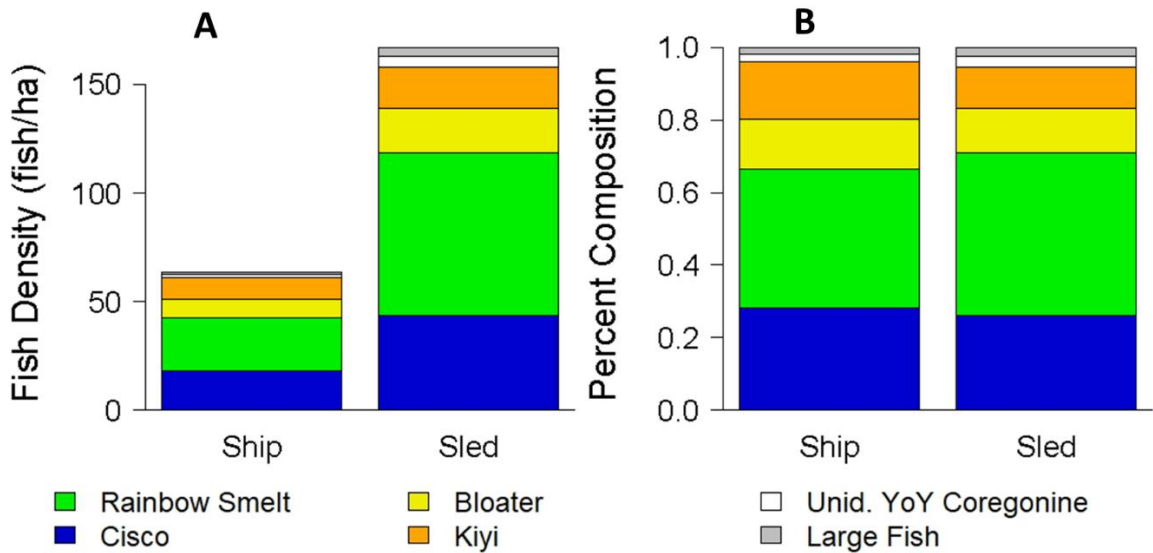 A
Fish Density (fish/ha)
150
100
50
0
Ship Sled
B
Percent Composition
1.0
0.8
0.6
0.4
0.2
0.0
Ship Sled
Rainbow Smelt Bloater Unid. YoY Coregonine
Cisco Kiyi Large Fish